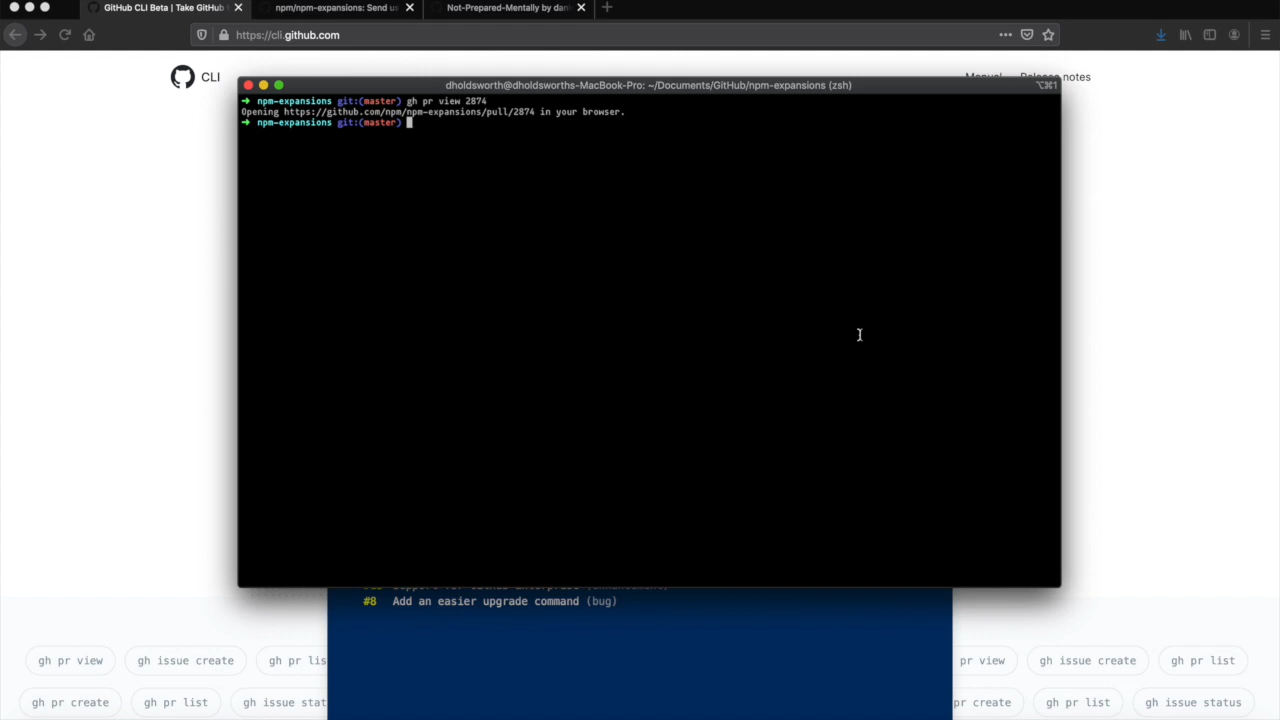 GitHub CLI Beta | Take GitHub
npm/npm-expansions: Send us
Not-Prepared-Mentally by dani
https://cli.github.com
CLI
Manual
Release notes
dholdsworth@dholdsworths-MacBook-Pro: ~/Documents/GitHub/npm-expansions (zsh)
⌥⌘1
➜ npm-expansions git:(master) gh pr view 2874
Opening https://github.com/npm/npm-expansions/pull/2874 in your browser.
➜ npm-expansions git:(master)
#8 Add an easier upgrade command (bug)
gh pr view gh issue create gh pr lis pr view gh issue create gh pr list
gh pr create gh pr list gh issue stat pr create gh pr list gh issue status